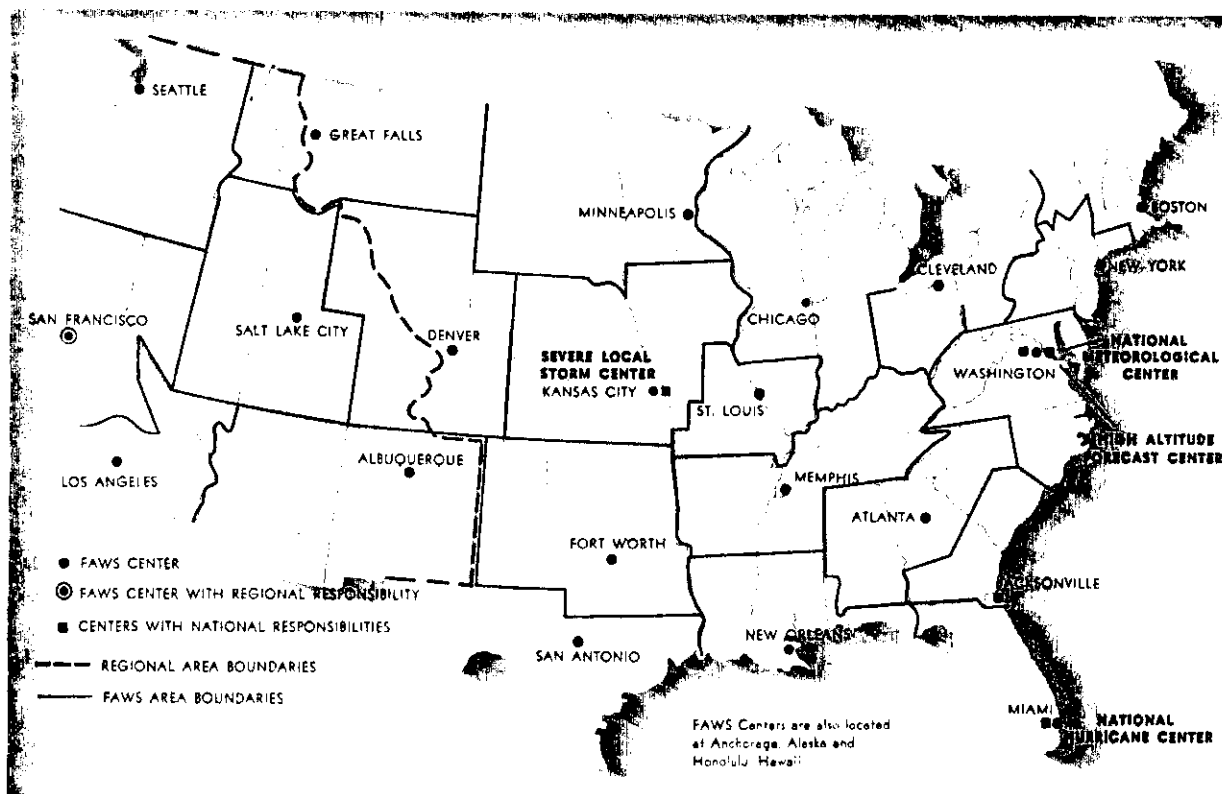 SEATTLE
GREAT FALLS
MINNEAPOLIS
BOSTON
CLEVELAND
NEW YORK
SAN FRANCISCO
SALT LAKE CITY
DENVER
CHICAGO
SEVERE LOCAL
STORM CENTER
KANSAS CITY
ST. LOUIS
WASHINGTON
NATIONAL
METEOROLOGICAL
CENTER
HIGH ALTITUDE
FORECAST CENTER
LOS ANGELES
ALBUQUERQUE
MEMPHIS
ATLANTA
FORT WORTH
JACKSONVILLE
NEW ORLEANS
SAN ANTONIO
MIAMI
NATIONAL
HURRICANE CENTER
FAWS CENTER
FAWS CENTER WITH REGIONAL RESPONSIBILITY
CENTERS WITH NATIONAL RESPONSIBILITIES
REGIONAL AREA BOUNDARIES
FAWS AREA BOUNDARIES
FAWS Centers are also located
at Anchorage, Alaska and
Honolulu, Hawaii